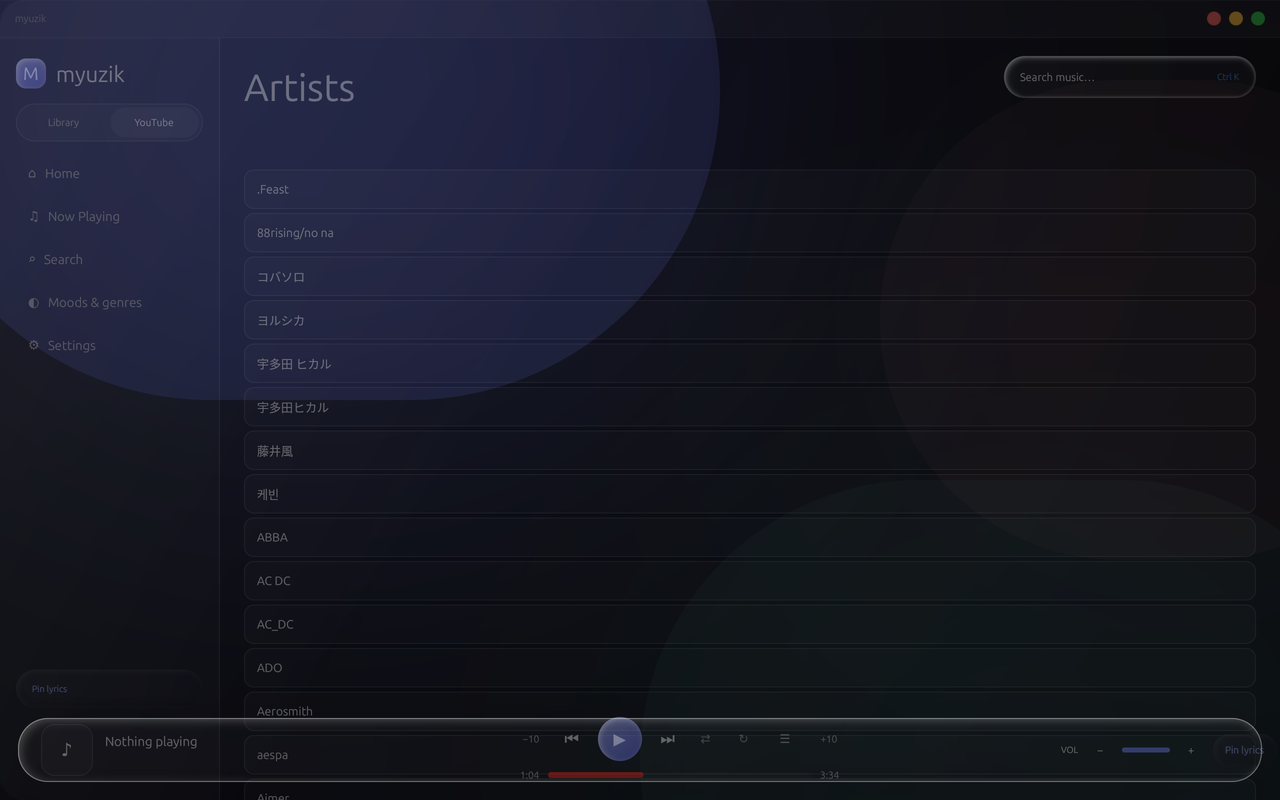 myuzik
M myuzik
Library YouTube
Home
Now Playing
Search
Moods & genres
Settings
Pin lyrics
Artists
Search music... Ctrl K
.Feast
88rising/no na
コバソロ
ヨルシカ
宇多田 ヒカル
宇多田ヒカル
藤井風
케빈
ABBA
AC DC
AC_DC
ADO
Aerosmith
aespa
Aimer
Nothing playing
−10 +10
1:04 3:34
VOL − +
Pin lyrics